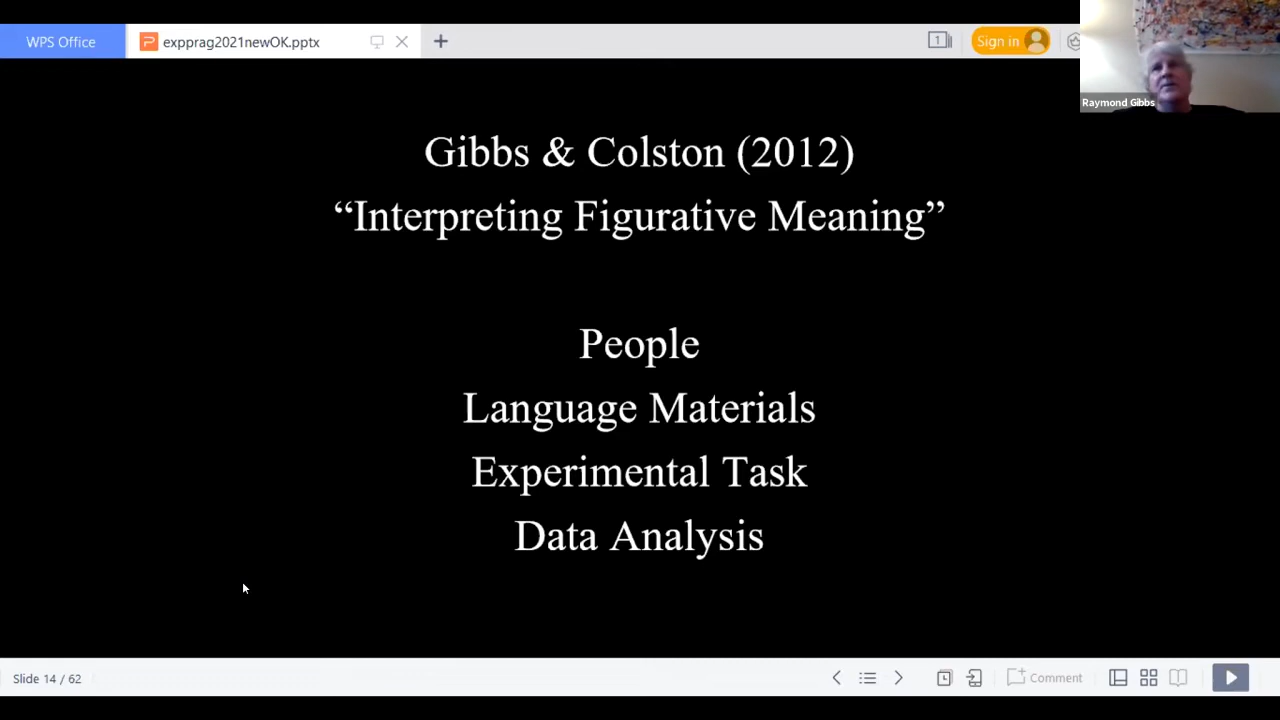 WPS Office
expprag2021newOK.pptx
1
Sign in
Raymond Gibbs
Gibbs & Colston (2012)
“Interpreting Figurative Meaning”
People
Language Materials
Experimental Task
Data Analysis
Slide 14 / 62
Comment